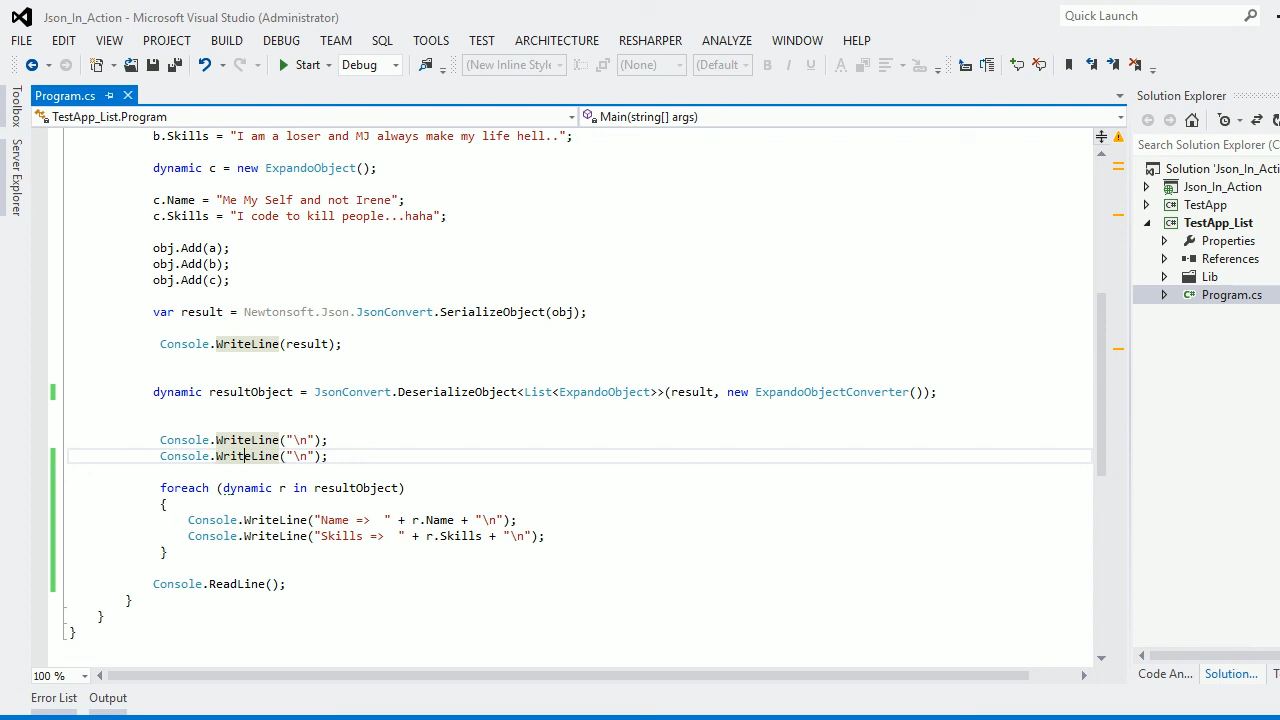 Json_In_Action - Microsoft Visual Studio (Administrator)
Quick Launch
FILE EDIT VIEW PROJECT BUILD DEBUG TEAM SQL TOOLS TEST ARCHITECTURE RESHARPER ANALYZE WINDOW HELP
Start Debug (New Inline Style (None) (Default B I U A
Program.cs
TestApp_List.Program Main(string[] args)
Toolbox
Server Explorer
b.Skills = "I am a loser and MJ always make my life hell..";
dynamic c = new ExpandoObject();
c.Name = "Me My Self and not Irene";
c.Skills = "I code to kill people...haha";
obj.Add(a);
obj.Add(b);
obj.Add(c);
var result = Newtonsoft.Json.JsonConvert.SerializeObject(obj);
Console.WriteLine(result);
dynamic resultObject = JsonConvert.DeserializeObject<List<ExpandoObject>>(result, new ExpandoObjectConverter());
Console.WriteLine("\n");
Console.WriteLine("\n");
foreach (dynamic r in resultObject)
{
Console.WriteLine("Name =>  " + r.Name + "\n");
Console.WriteLine("Skills =>  " + r.Skills + "\n");
}
Console.ReadLine();
}
}
}
100 %
Error List Output
Solution Explorer
Search Solution Explorer (C
Solution 'Json_In_Acti
Json_In_Action
TestApp
TestApp_List
Properties
References
Lib
Program.cs
Code An... Solution... T